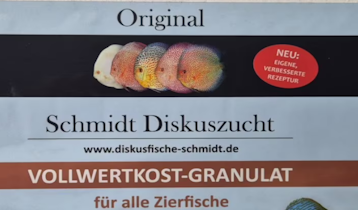 Original
NEU:
EIGENE,
VERBESSERTE
REZEPTUR
Schmidt Diskuszucht
www.diskusfische-schmidt.de
VOLLWERTKOST-GRANULAT
für alle Zierfische